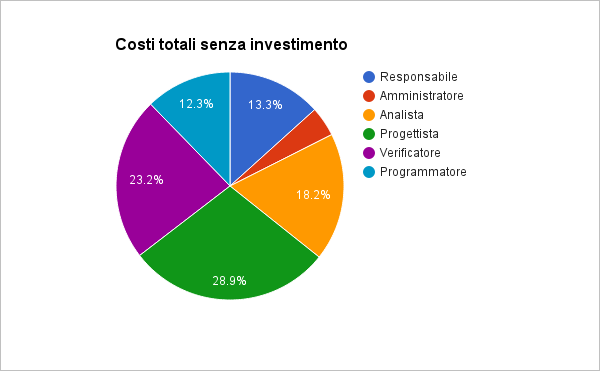 Costi totali senza investimento
Responsabile
Amministratore
Analista
Progettista
Verificatore
Programmatore
12.3%
13.3%
23.2%
18.2%
28.9%